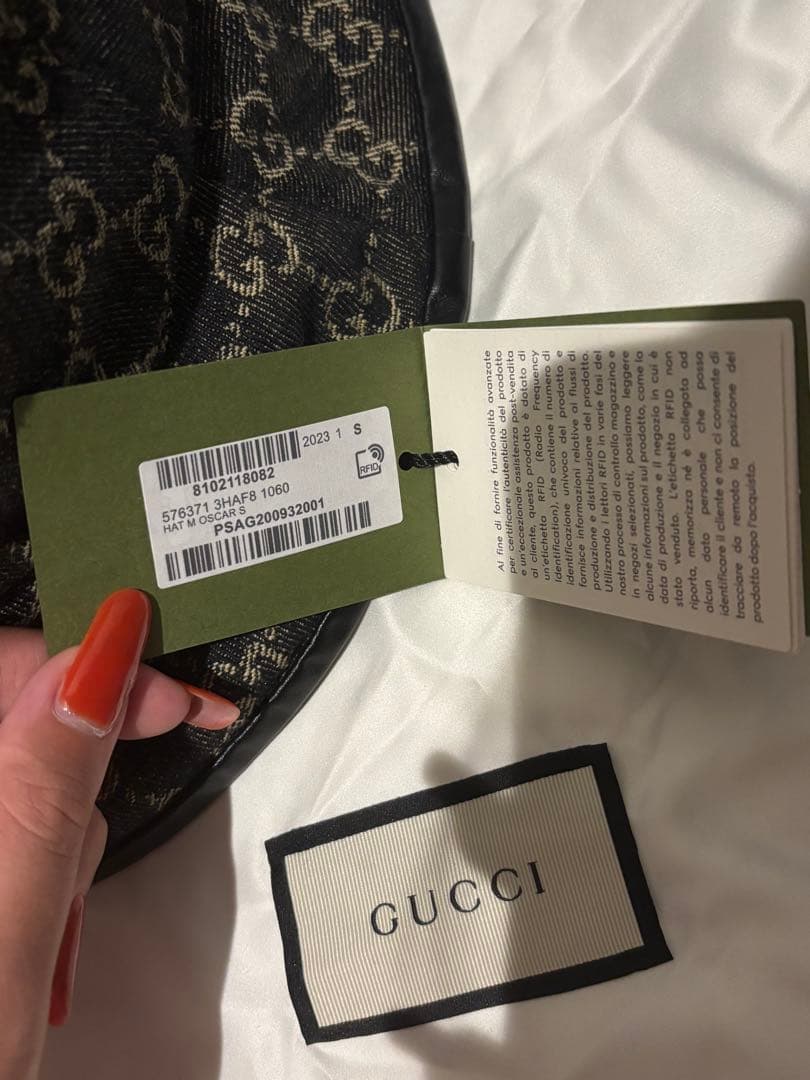 2023 1 S
8102118082
RFID
576371 3HAF8 1060
HAT M OSCAR S
PSAG200932001
Al fine di fornire funzionalità avanzate
per certificare l'autenticità del prodotto
e un'eccezionale assistenza post-vendita
al cliente, questo prodotto è dotato di
un'etichetta RFID (Radio Frequency
Identification), che contiene il numero di
identificazione univoco del prodotto e
fornisce informazioni relative ai flussi di
produzione e distribuzione del prodotto.
Utilizzando i lettori RFID in varie fasi del
nostro processo di controllo magazzino e
in negozi selezionati, possiamo leggere
alcune informazioni sul prodotto, come la
data di produzione e il negozio in cui è
stato venduto. L'etichetta RFID non
riporta, memorizza né è collegata ad
alcun dato personale che possa
identificare il cliente e non ci consente di
tracciare da remoto la posizione del
prodotto dopo l'acquisto.
GUCCI